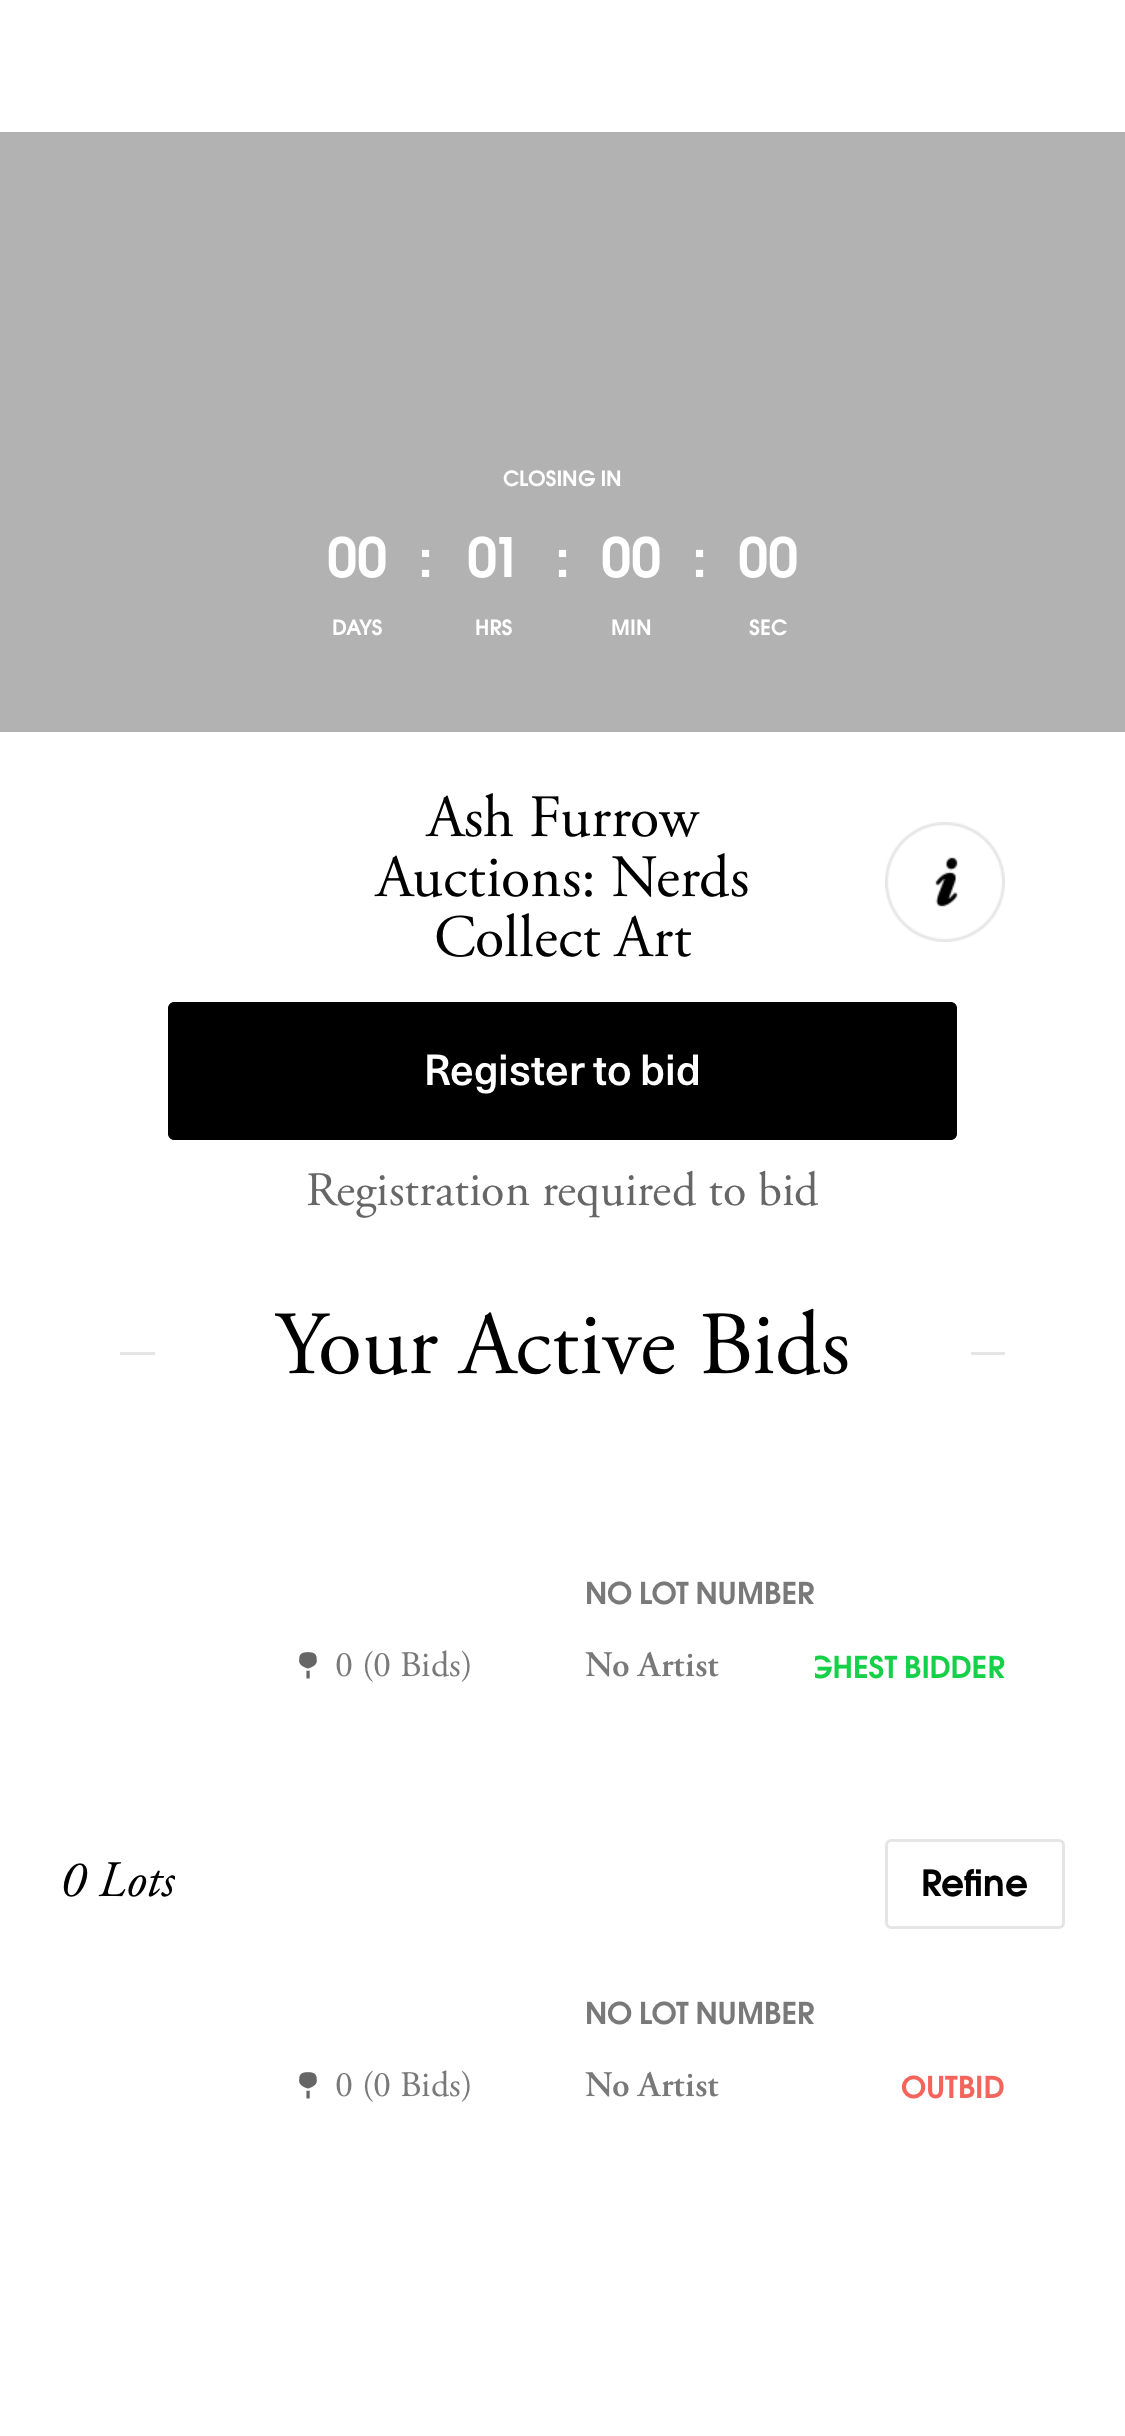 CLOSING IN
00 : 01 : 00 : 00
DAYS HRS MIN SEC
Ash Furrow
Auctions: Nerds
Collect Art
i
Register to bid
Registration required to bid
Your Active Bids
NO LOT NUMBER
0 (0 Bids) No Artist GHEST BIDDER
0 Lots Refine
NO LOT NUMBER
0 (0 Bids) No Artist OUTBID